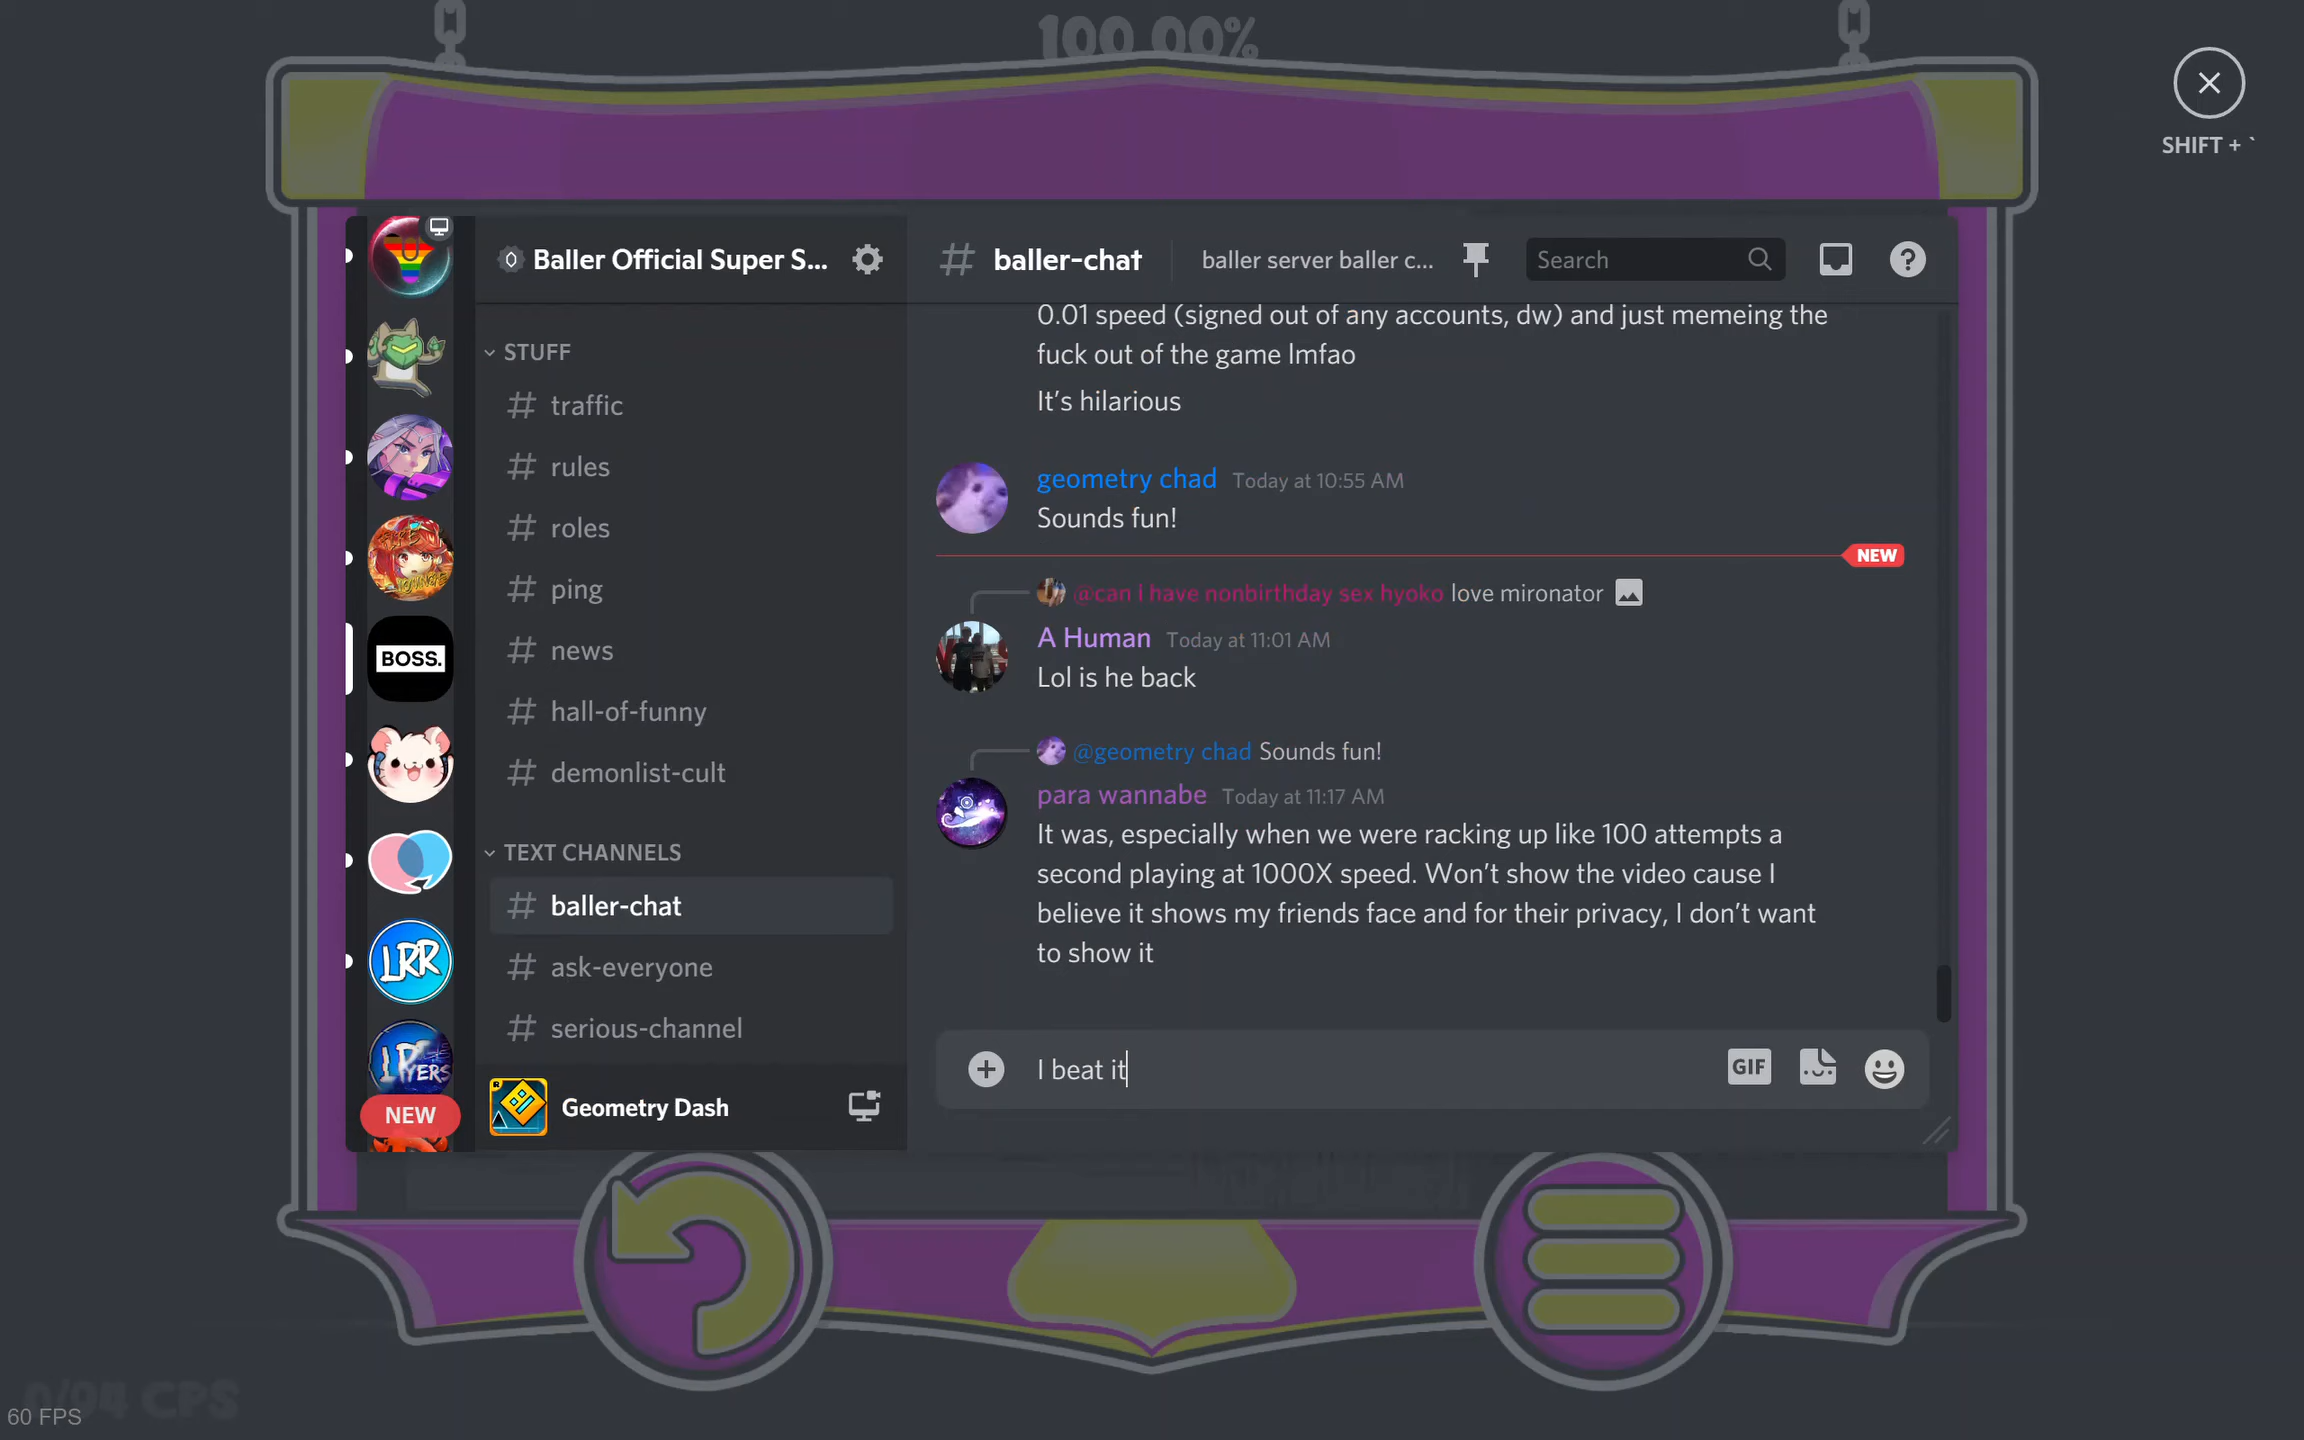 100.00%
SHIFT + `
Baller Official Super S...
baller-chat
baller server baller c...
Search
STUFF
traffic
rules
roles
ping
news
hall-of-funny
demonlist-cult
TEXT CHANNELS
baller-chat
ask-everyone
serious-channel
BOSS.
LRR
NEW
Geometry Dash
0.01 speed (signed out of any accounts, dw) and just memeing the
fuck out of the game lmfao
It's hilarious
geometry chad Today at 10:55 AM
Sounds fun!
NEW
@can I have nonbirthday sex hyoko love mironator
A Human Today at 11:01 AM
Lol is he back
@geometry chad Sounds fun!
para wannabe Today at 11:17 AM
It was, especially when we were racking up like 100 attempts a
second playing at 1000X speed. Won't show the video cause I
believe it shows my friends face and for their privacy, I don't want
to show it
I beat it
GIF
0/94 CPS
60 FPS